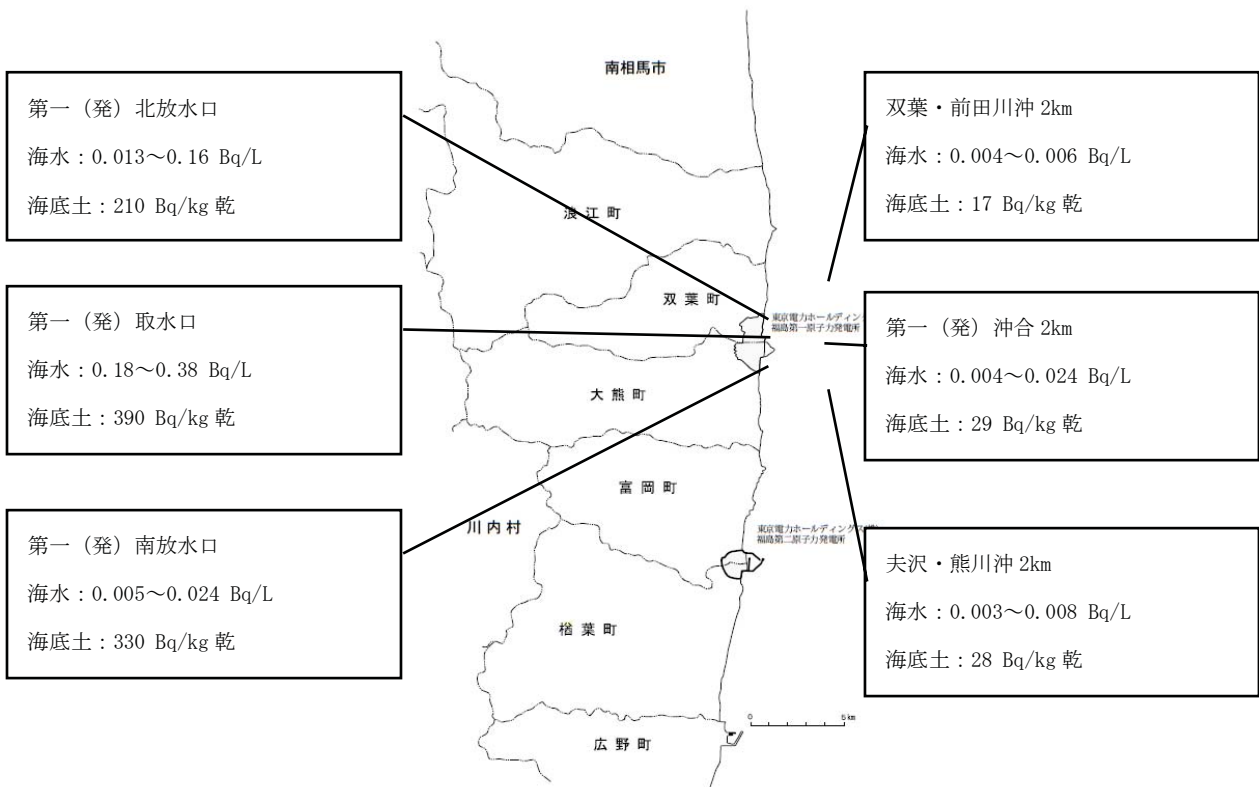 南相馬市
第一（発）北放水口
海水：0.013～0.16 Bq/L
海底土：210 Bq/kg 乾
双葉・前田川沖 2km
海水：0.004～0.006 Bq/L
海底土：17 Bq/kg 乾
浪江町
双葉町
第一（発）取水口
海水：0.18～0.38 Bq/L
海底土：390 Bq/kg 乾
東京電力ホールディング
福島第一原子力発電所
第一（発）沖合 2km
海水：0.004～0.024 Bq/L
海底土：29 Bq/kg 乾
大熊町
富岡町
第一（発）南放水口
海水：0.005～0.024 Bq/L
海底土：330 Bq/kg 乾
川内村
東京電力ホールディングス
福島第二原子力発電所
夫沢・熊川沖 2km
海水：0.003～0.008 Bq/L
海底土：28 Bq/kg 乾
楢葉町
0 5km
広野町